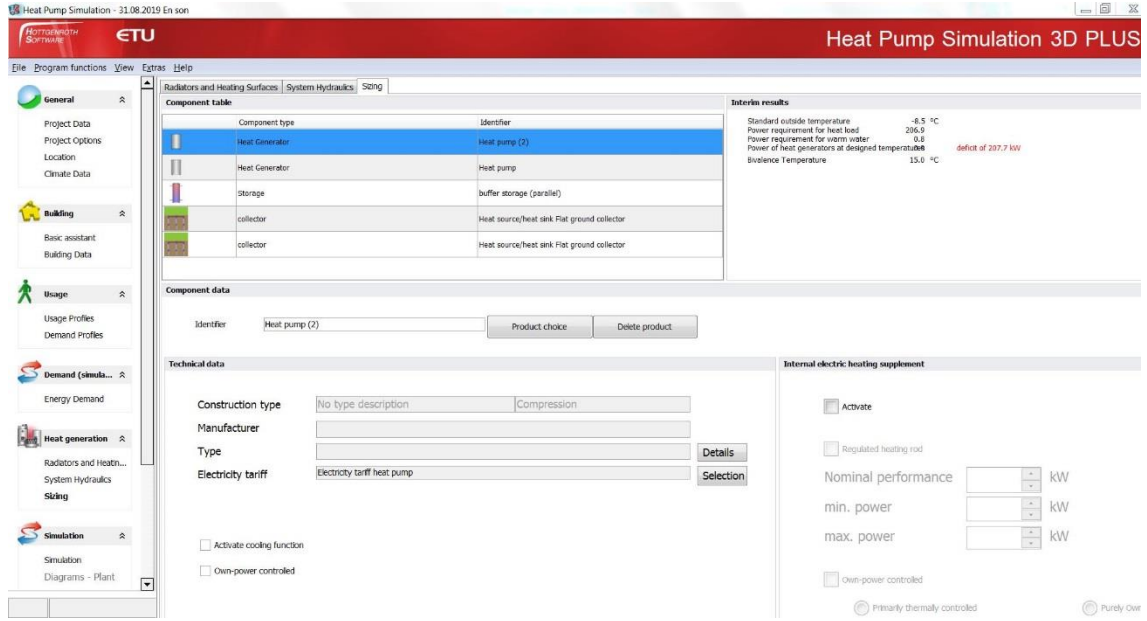 Heat Pump Simulation - 31.08.2019 En son
HOTTGENROTH
SOFTWARE
ETU
Heat Pump Simulation 3D PLUS
File Program functions View Extras Help
General
Project Data
Project Options
Location
Climate Data
Building
Basic assistant
Building Data
Usage
Usage Profiles
Demand Profiles
Demand (simula...
Energy Demand
Heat generation
Radiators and Heatin...
System Hydraulics
Sizing
Simulation
Simulation
Diagrams - Plant
Radiators and Heating Surfaces System Hydraulics Sizing
Component table
Component type Identifier
Heat Generator Heat pump (2)
Heat Generator Heat pump
Storage buffer storage (parallel)
collector Heat source/heat sink Flat ground collector
collector Heat source/heat sink Flat ground collector
Interim results
Standard outside temperature -8.5 °C
Power requirement for heat load 206.9
Power requirement for warm water 0.8
Power of heat generators at designed deficit of 207.7 kW
Bivalence Temperature 15.0 °C
Component data
Identifier Heat pump (2) Product choice Delete product
Technical data
Construction type No type description Compression
Manufacturer
Type Details
Electricity tariff Electricity tariff heat pump Selection
Activate cooling function
Own-power controlled
Internal electric heating supplement
Activate
Regulated heating rod
Nominal performance kW
min. power kW
max. power kW
Own-power controlled
Primarily thermally controlled Purely Own